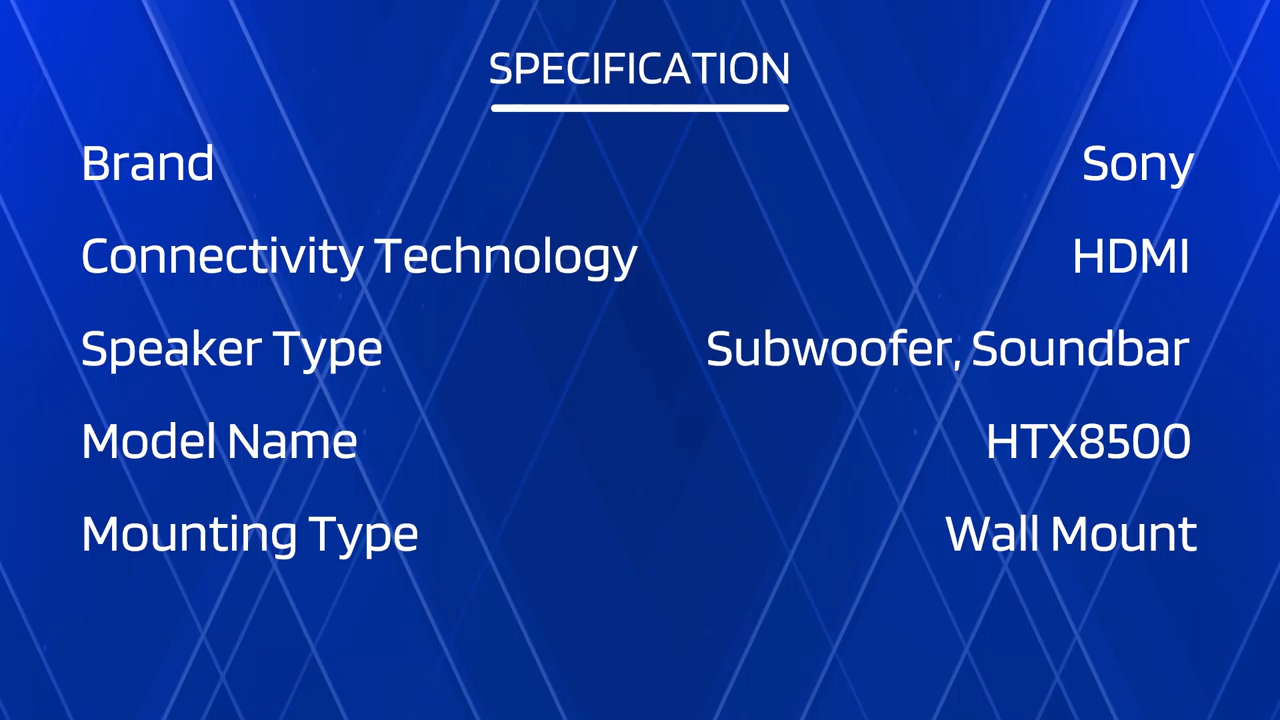 SPECIFICATION
Brand Sony
Connectivity Technology HDMI
Speaker Type Subwoofer, Soundbar
Model Name HTX8500
Mounting Type Wall Mount